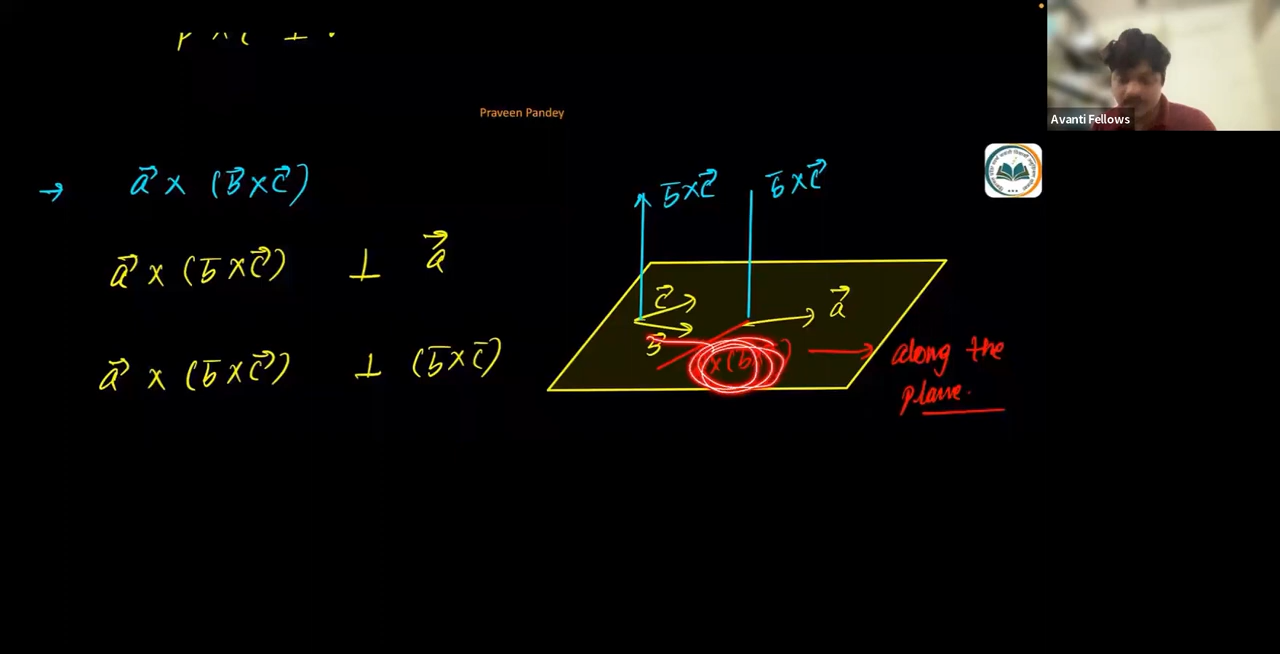 Praveen Pandey
Avanti Fellows
→ a⃗ × (b⃗ × c⃗)
a⃗ × (b̅ × c⃗) ⊥ a⃗
a⃗ × (b̅ × c⃗) ⊥ (b̅ × c̅)
b̅ × c⃗
b̅ × c⃗
c⃗
a⃗
b̅
along the
plane.